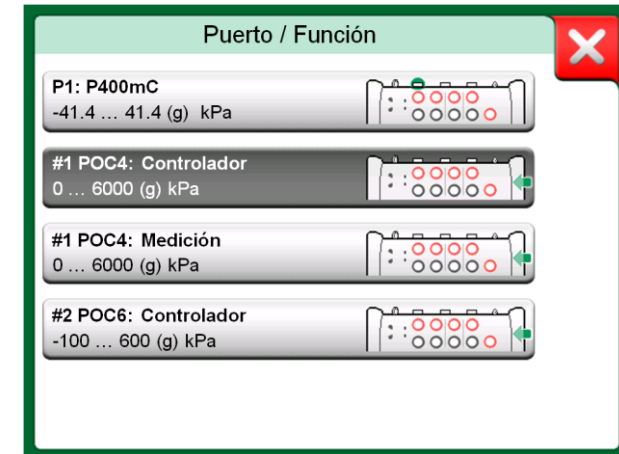 Puerto / Función
P1: P400mC
-41.4 ... 41.4 (g) kPa
#1 POC4: Controlador
0 ... 6000 (g) kPa
#1 POC4: Medición
0 ... 6000 (g) kPa
#2 POC6: Controlador
-100 ... 600 (g) kPa